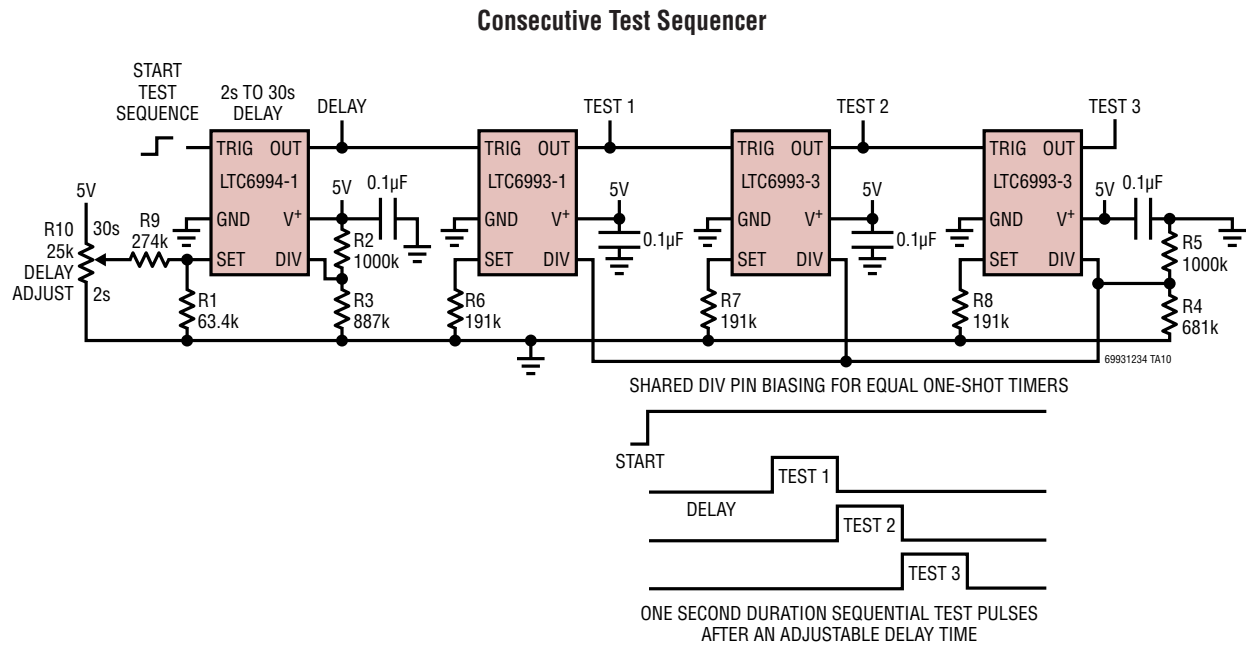 Consecutive Test Sequencer
START
TEST
SEQUENCE
2s TO 30s
DELAY
DELAY
TEST 1
TEST 2
TEST 3
TRIG OUT
LTC6994-1
GND V+
SET DIV
TRIG OUT
LTC6993-1
GND V+
SET DIV
TRIG OUT
LTC6993-3
GND V+
SET DIV
TRIG OUT
LTC6993-3
GND V+
SET DIV
5V
R10
25k
DELAY
ADJUST
30s
2s
R9
274k
R1
63.4k
5V
0.1µF
R2
1000k
R3
887k
R6
191k
5V
0.1µF
R7
191k
5V
0.1µF
R8
191k
5V
0.1µF
R5
1000k
R4
681k
69931234 TA10
SHARED DIV PIN BIASING FOR EQUAL ONE-SHOT TIMERS
START
TEST 1
DELAY
TEST 2
TEST 3
ONE SECOND DURATION SEQUENTIAL TEST PULSES
AFTER AN ADJUSTABLE DELAY TIME